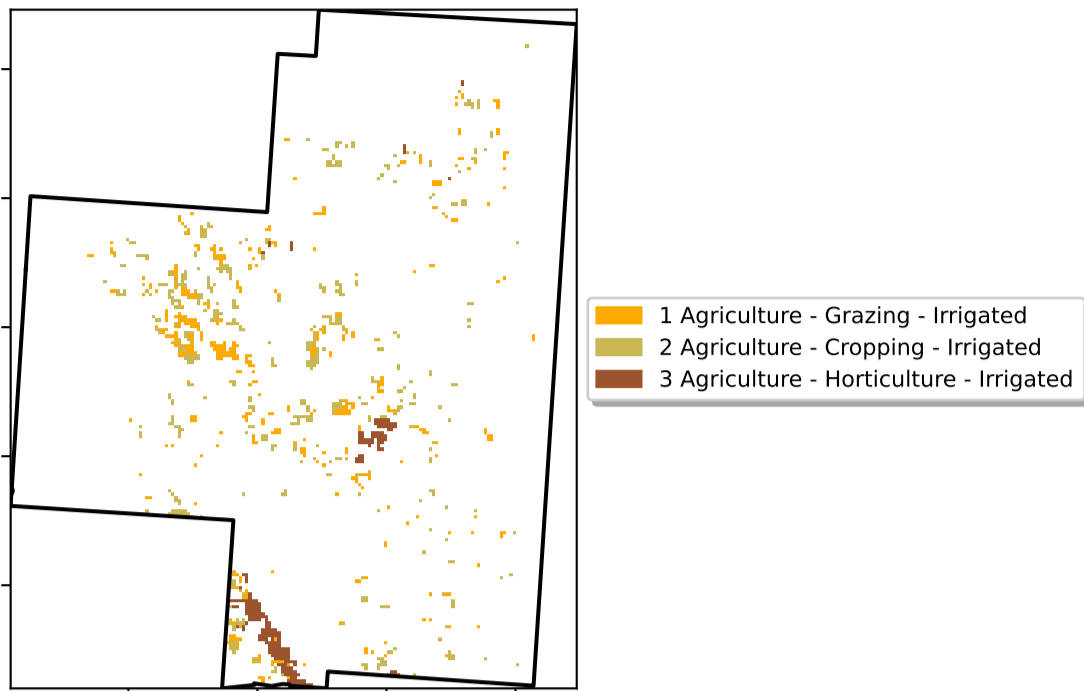 1 Agriculture - Grazing - Irrigated
2 Agriculture - Cropping - Irrigated
3 Agriculture - Horticulture - Irrigated